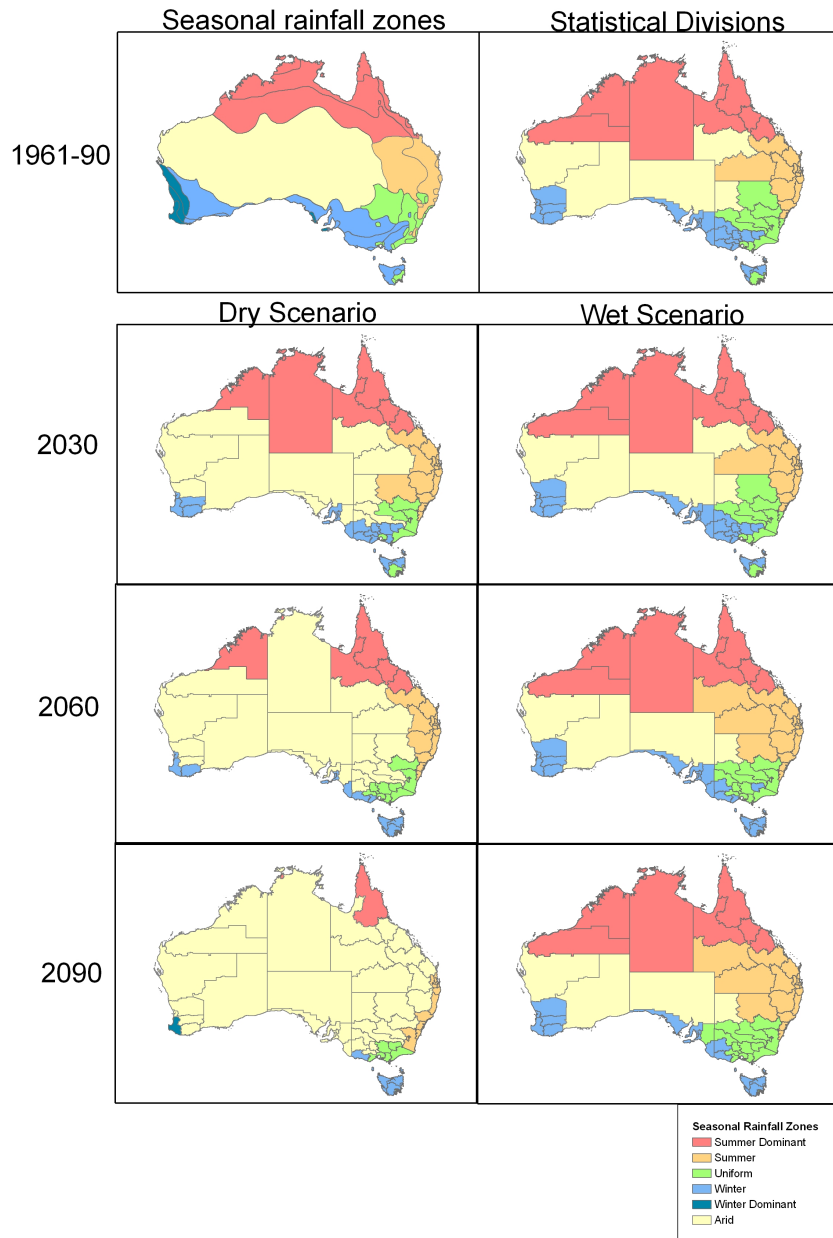 Seasonal rainfall zones
Statistical Divisions
1961-90
Dry Scenario
Wet Scenario
2030
2060
2090
Seasonal Rainfall Zones
Summer Dominant
Summer
Uniform
Winter
Winter Dominant
Arid